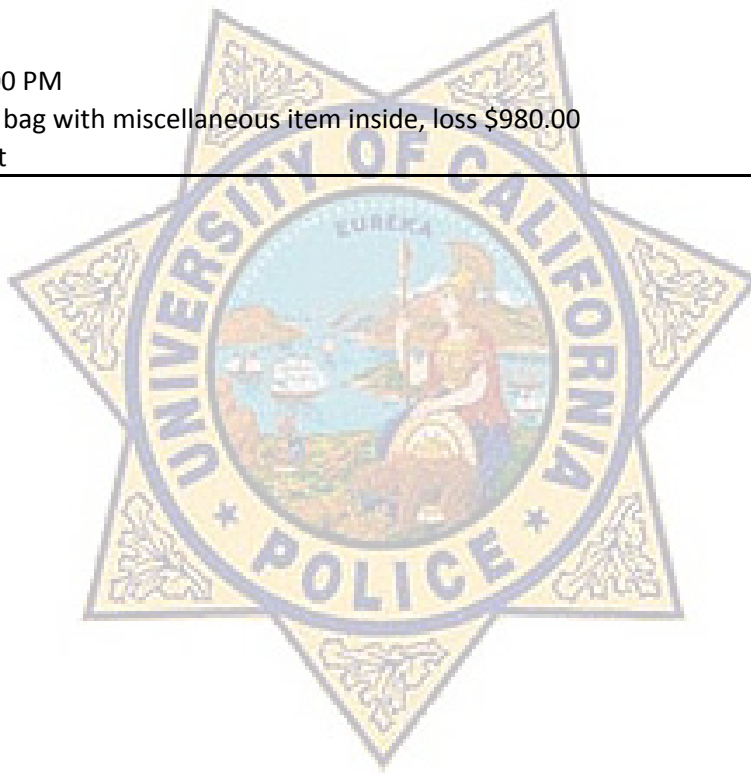 0 PM
bag with miscellaneous item inside, loss $980.00
t
UNIVERSITY OF CALIFORNIA
EUREKA
* POLICE *